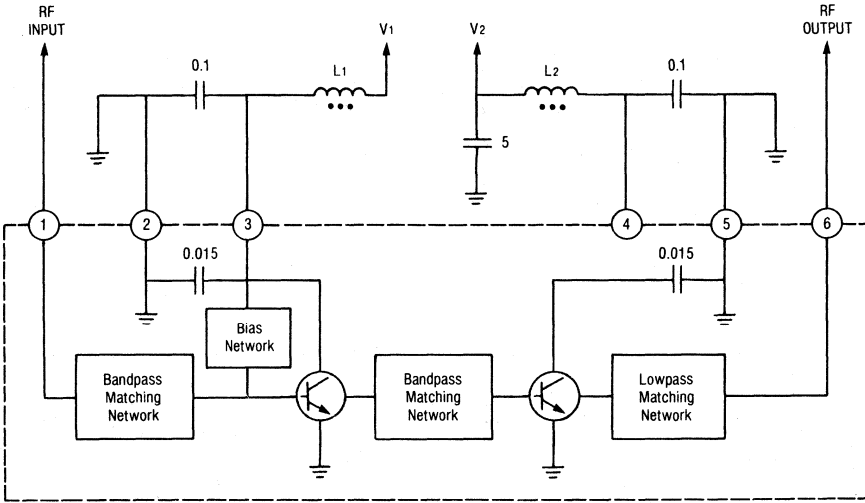 RF
INPUT
V1
V2
RF
OUTPUT
0.1
L1
L2
0.1
5
1
2
3
4
5
6
0.015
0.015
Bias
Network
Bandpass
Matching
Network
Bandpass
Matching
Network
Lowpass
Matching
Network